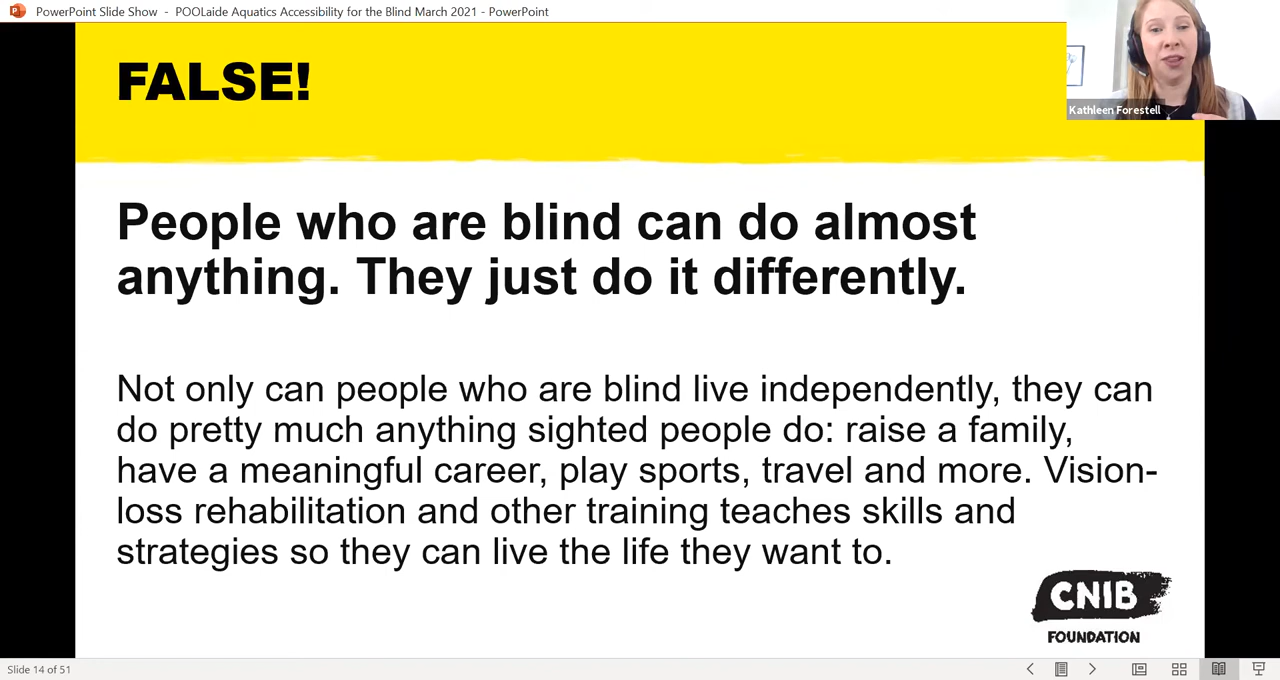 PowerPoint Slide Show - POOLaide Aquatics Accessibility for the Blind March 2021 - PowerPoint
Kathleen Forestell
FALSE!
People who are blind can do almost
anything. They just do it differently.
Not only can people who are blind live independently, they can
do pretty much anything sighted people do: raise a family,
have a meaningful career, play sports, travel and more. Vision-
loss rehabilitation and other training teaches skills and
strategies so they can live the life they want to.
CNIB
FOUNDATION
Slide 14 of 51